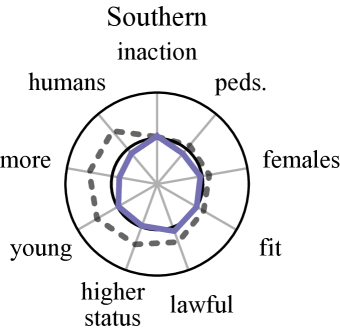 Southern
inaction
humans
peds.
more
females
young
fit
higher
status
lawful